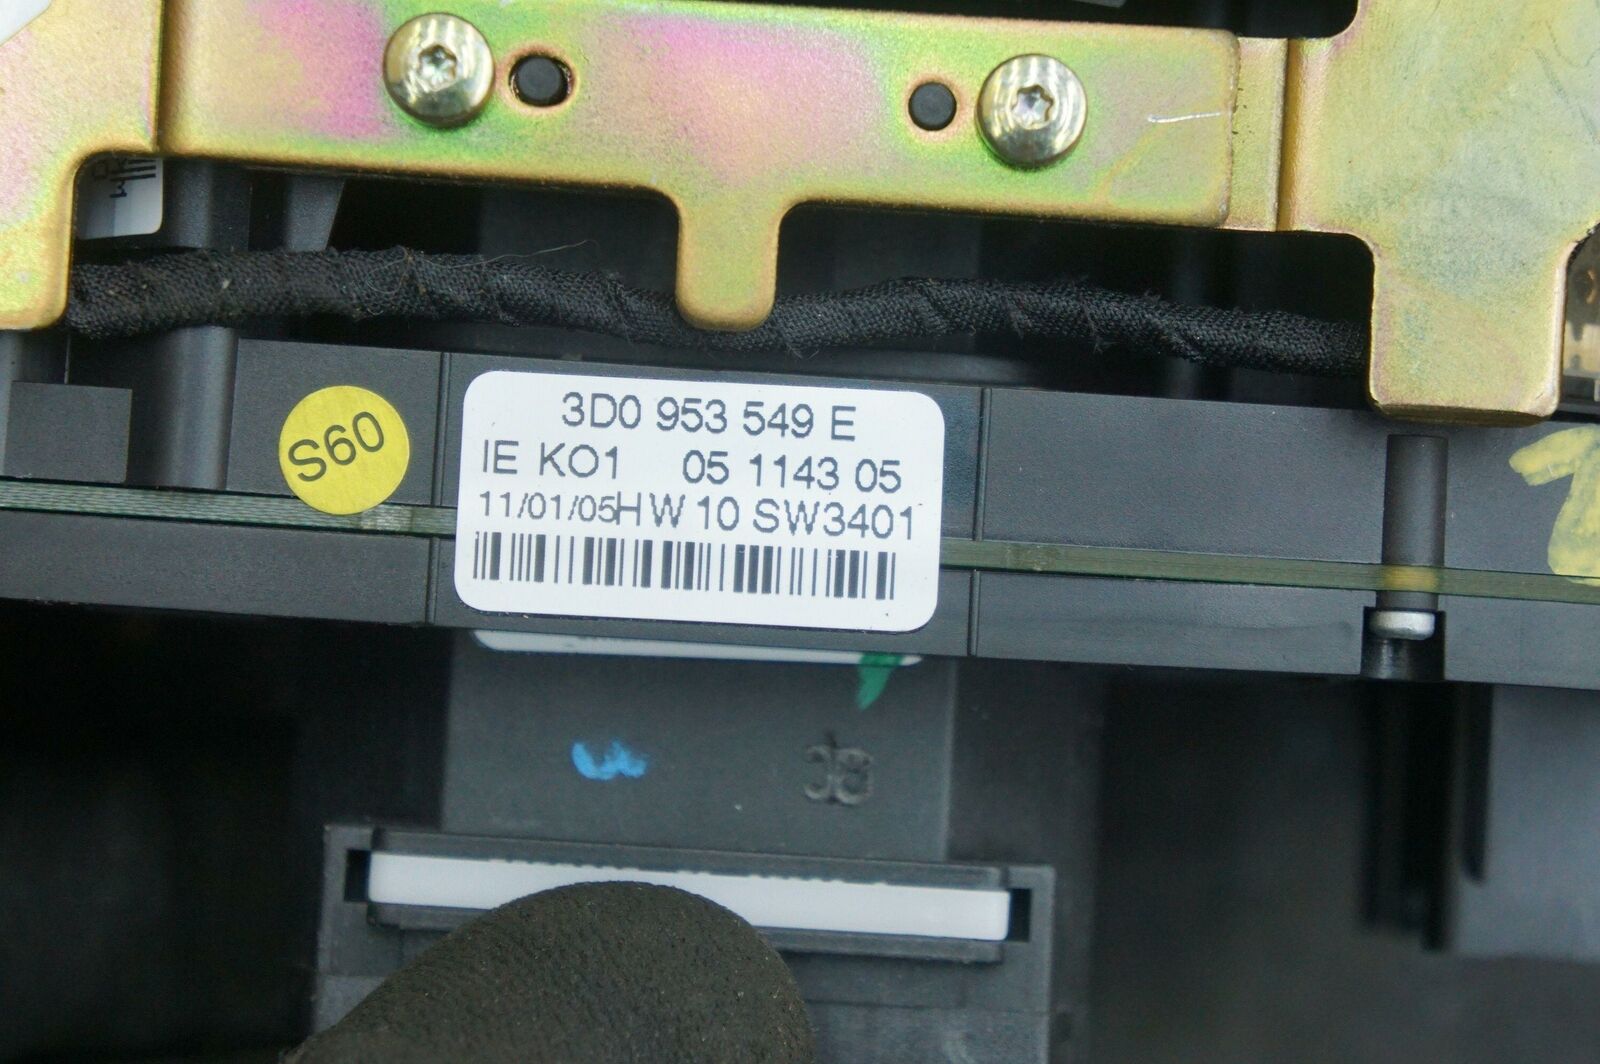 S60
3D0 953 549 E
IE KO1 05 1143 05
11/01/05HW 10 SW3401